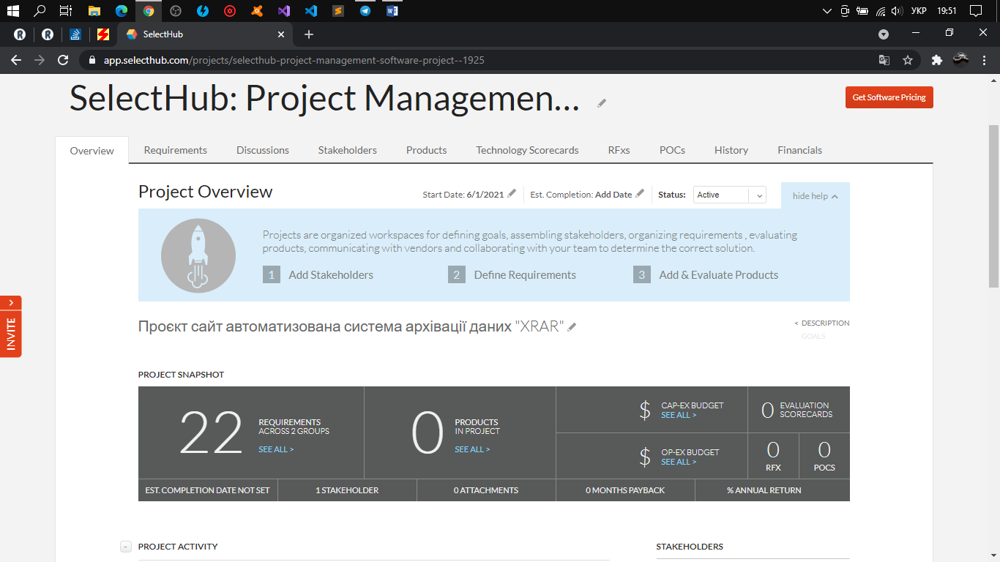 УКР
19:51
SelectHub
app.selecthub.com/projects/selecthub-project-management-software-project--1925
SelectHub: Project Managemen...
Get Software Pricing
Overview
Requirements
Discussions
Stakeholders
Products
Technology Scorecards
RFxs
POCs
History
Financials
Project Overview
Start Date: 6/1/2021
Est. Completion: Add Date
Status:
Active
hide help
Projects are organized workspaces for defining goals, assembling stakeholders, organizing requirements , evaluating
products, communicating with vendors and collaborating with your team to determine the correct solution.
1 Add Stakeholders
2 Define Requirements
3 Add & Evaluate Products
INVITE
Проєкт сайт автоматизована система архівації даних "XRAR"
< DESCRIPTION
GOALS
PROJECT SNAPSHOT
22
REQUIREMENTS
ACROSS 2 GROUPS
SEE ALL >
0
PRODUCTS
IN PROJECT
SEE ALL >
$
CAP-EX BUDGET
SEE ALL >
0
EVALUATION
SCORECARDS
$
OP-EX BUDGET
SEE ALL >
0
RFX
0
POCS
EST. COMPLETION DATE NOT SET
1 STAKEHOLDER
0 ATTACHMENTS
0 MONTHS PAYBACK
% ANNUAL RETURN
PROJECT ACTIVITY
STAKEHOLDERS